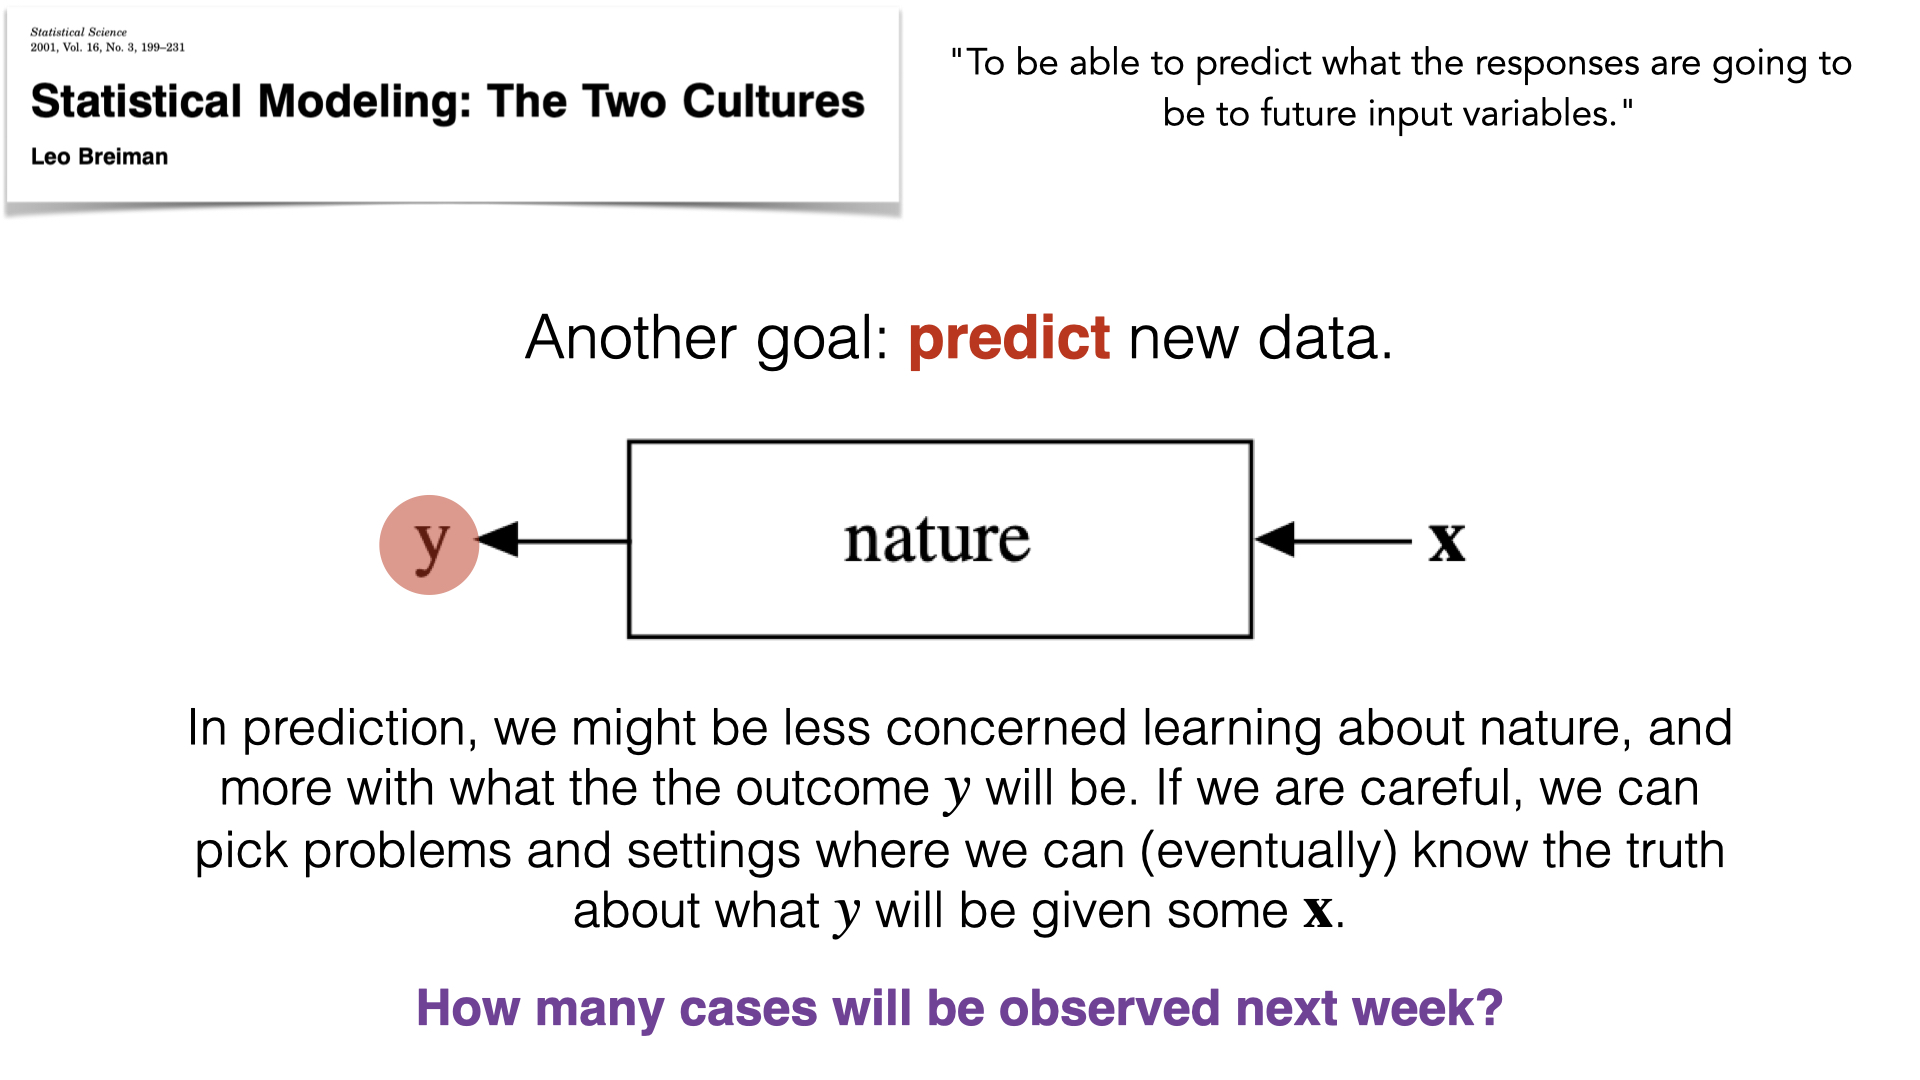 Statistical Science
2001, Vol. 16, No. 3, 199–231
Statistical Modeling: The Two Cultures
Leo Breiman
"To be able to predict what the responses are going to
be to future input variables."
Another goal: predict new data.
y
nature
x
In prediction, we might be less concerned learning about nature, and
more with what the the outcome y will be. If we are careful, we can
pick problems and settings where we can (eventually) know the truth
about what y will be given some x.
How many cases will be observed next week?